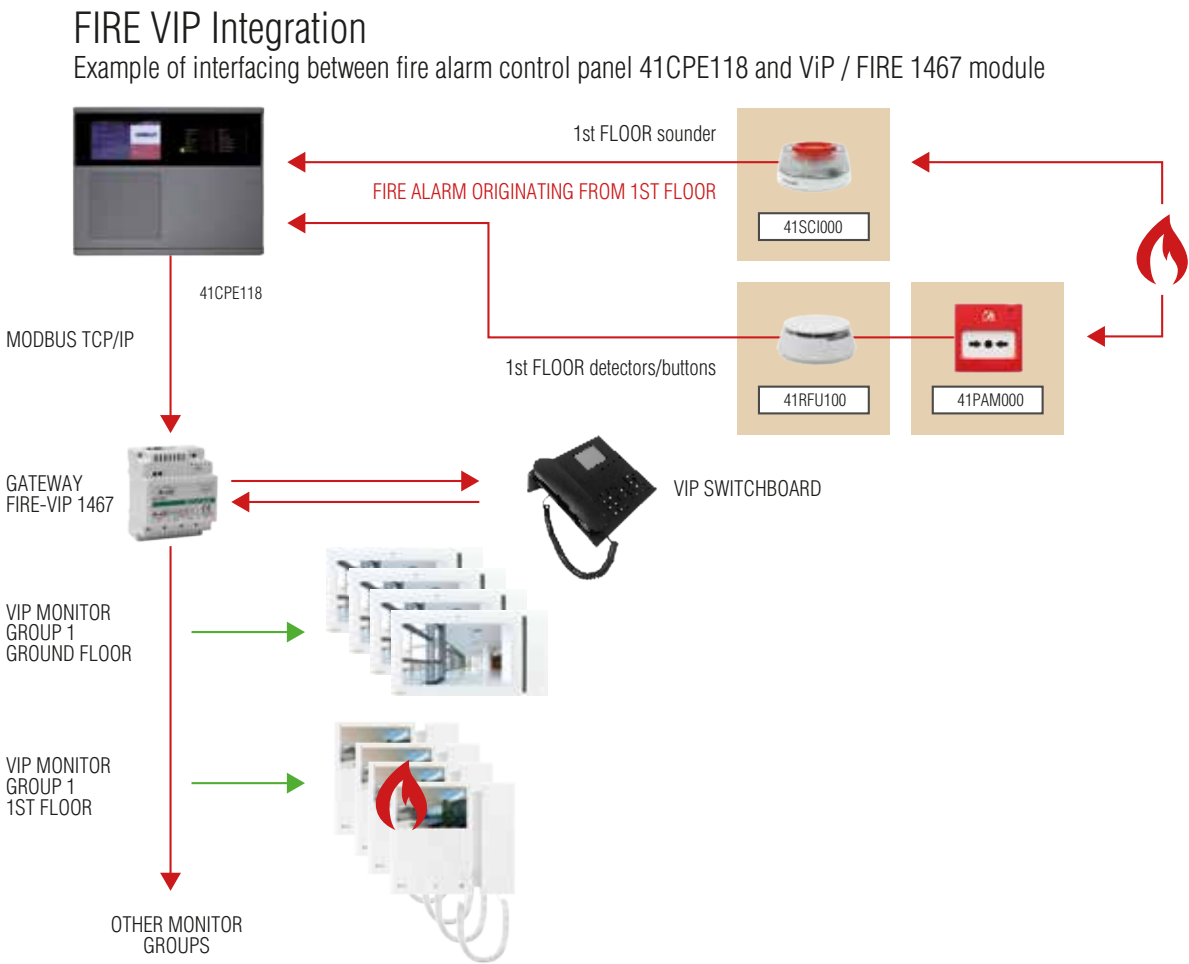 FIRE VIP Integration
Example of interfacing between fire alarm control panel 41CPE118 and ViP / FIRE 1467 module
1st FLOOR sounder
FIRE ALARM ORIGINATING FROM 1ST FLOOR
41SCI000
41CPE118
MODBUS TCP/IP
1st FLOOR detectors/buttons
41RFU100
41PAM000
GATEWAY
FIRE-VIP 1467
VIP SWITCHBOARD
VIP MONITOR
GROUP 1
GROUND FLOOR
VIP MONITOR
GROUP 1
1ST FLOOR
OTHER MONITOR
GROUPS